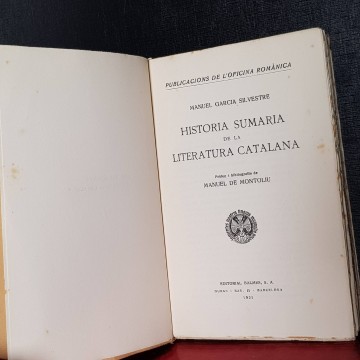 PUBLICACIONS DE L'OFICINA ROMÀNICA
MANUEL GARCIA SILVESTRE
HISTORIA SUMARIA
DE LA
LITERATURA CATALANA
MANUEL DE MONTOLIU
EDITORIAL BALMES, S. A.
BARCELONA
1932